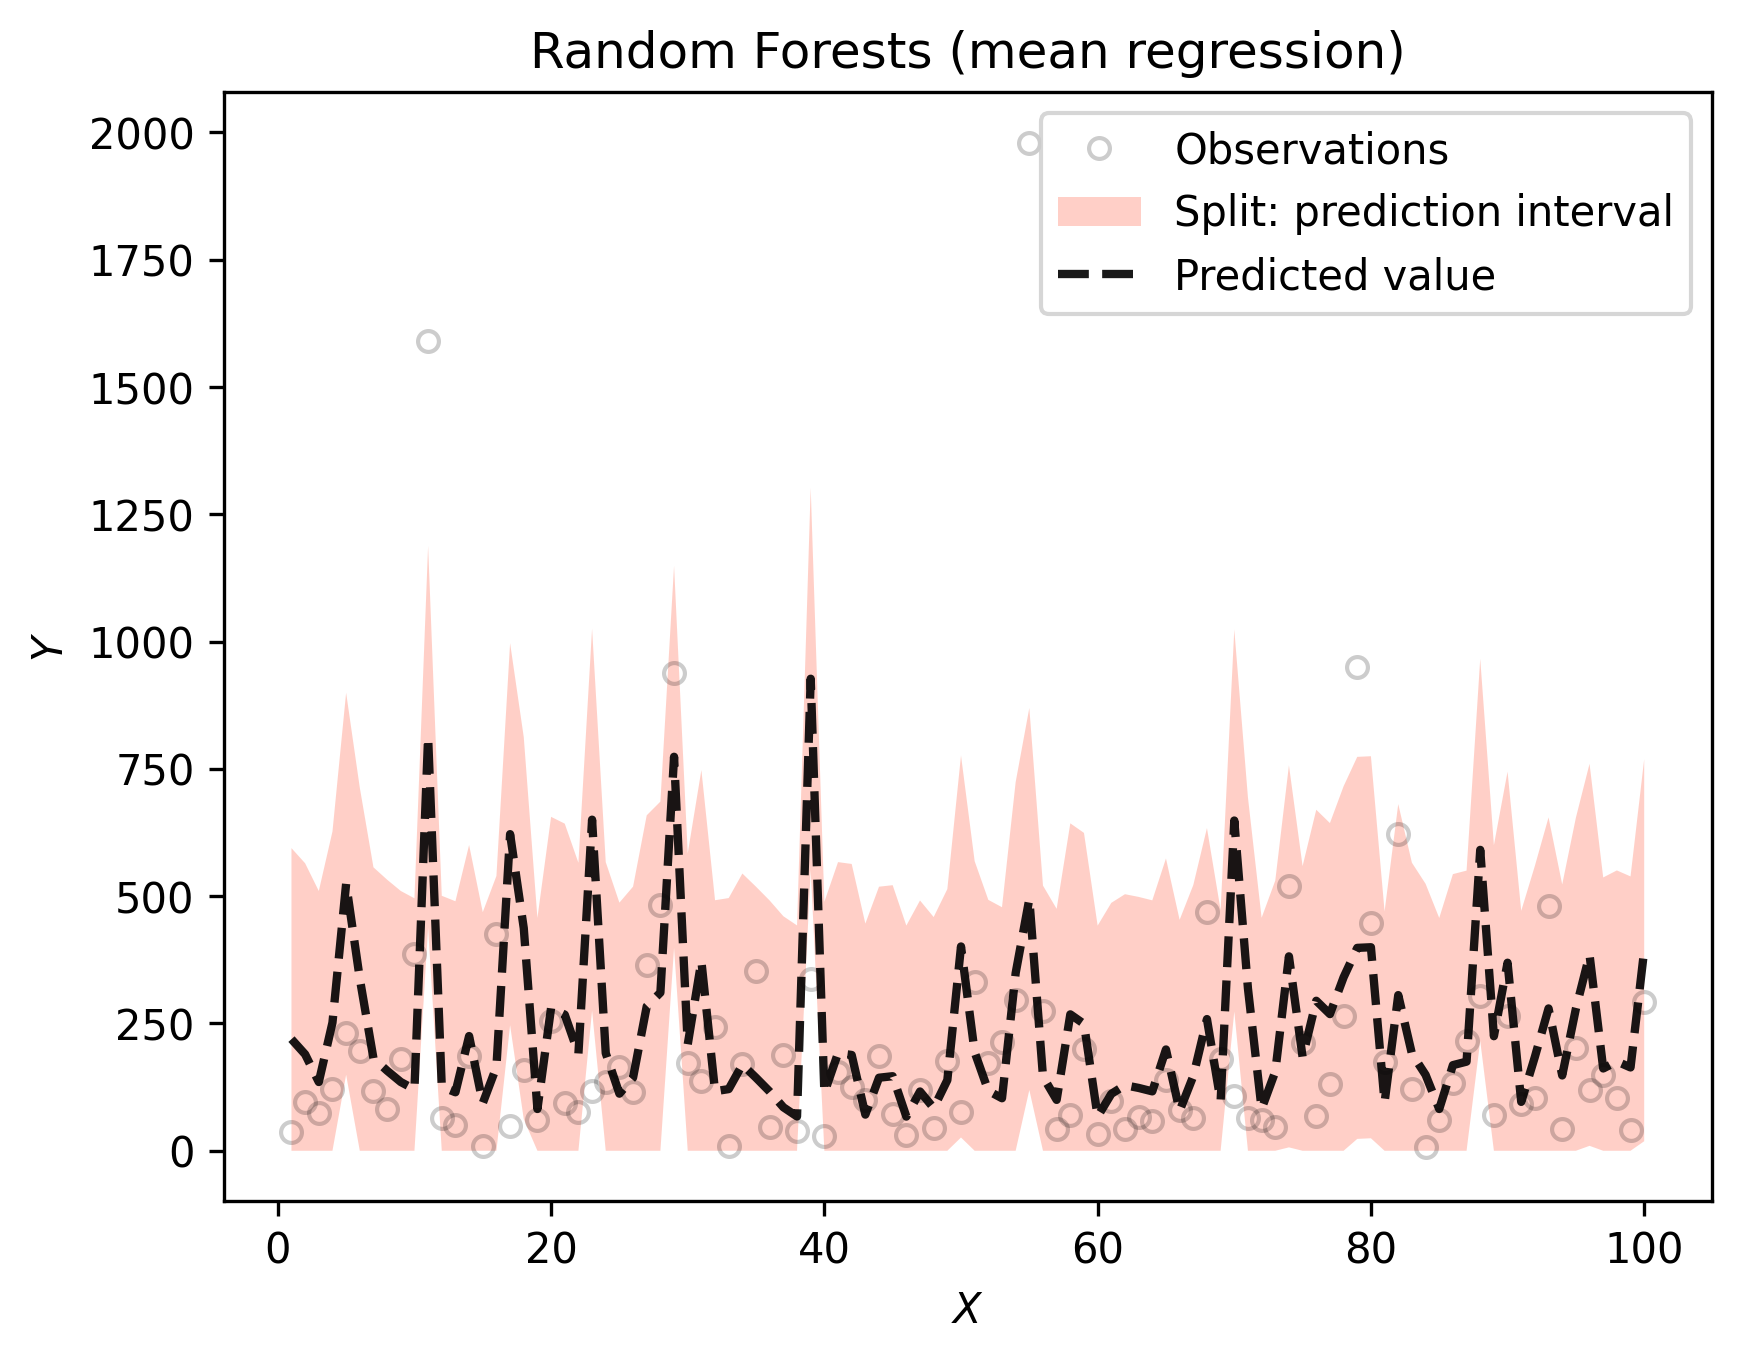 Random Forests (mean regression)
2000
1750
1500
1250
1000
750
500
250
0
Y
Observations
Split: prediction interval
Predicted value
0 20 40 60 80 100
X